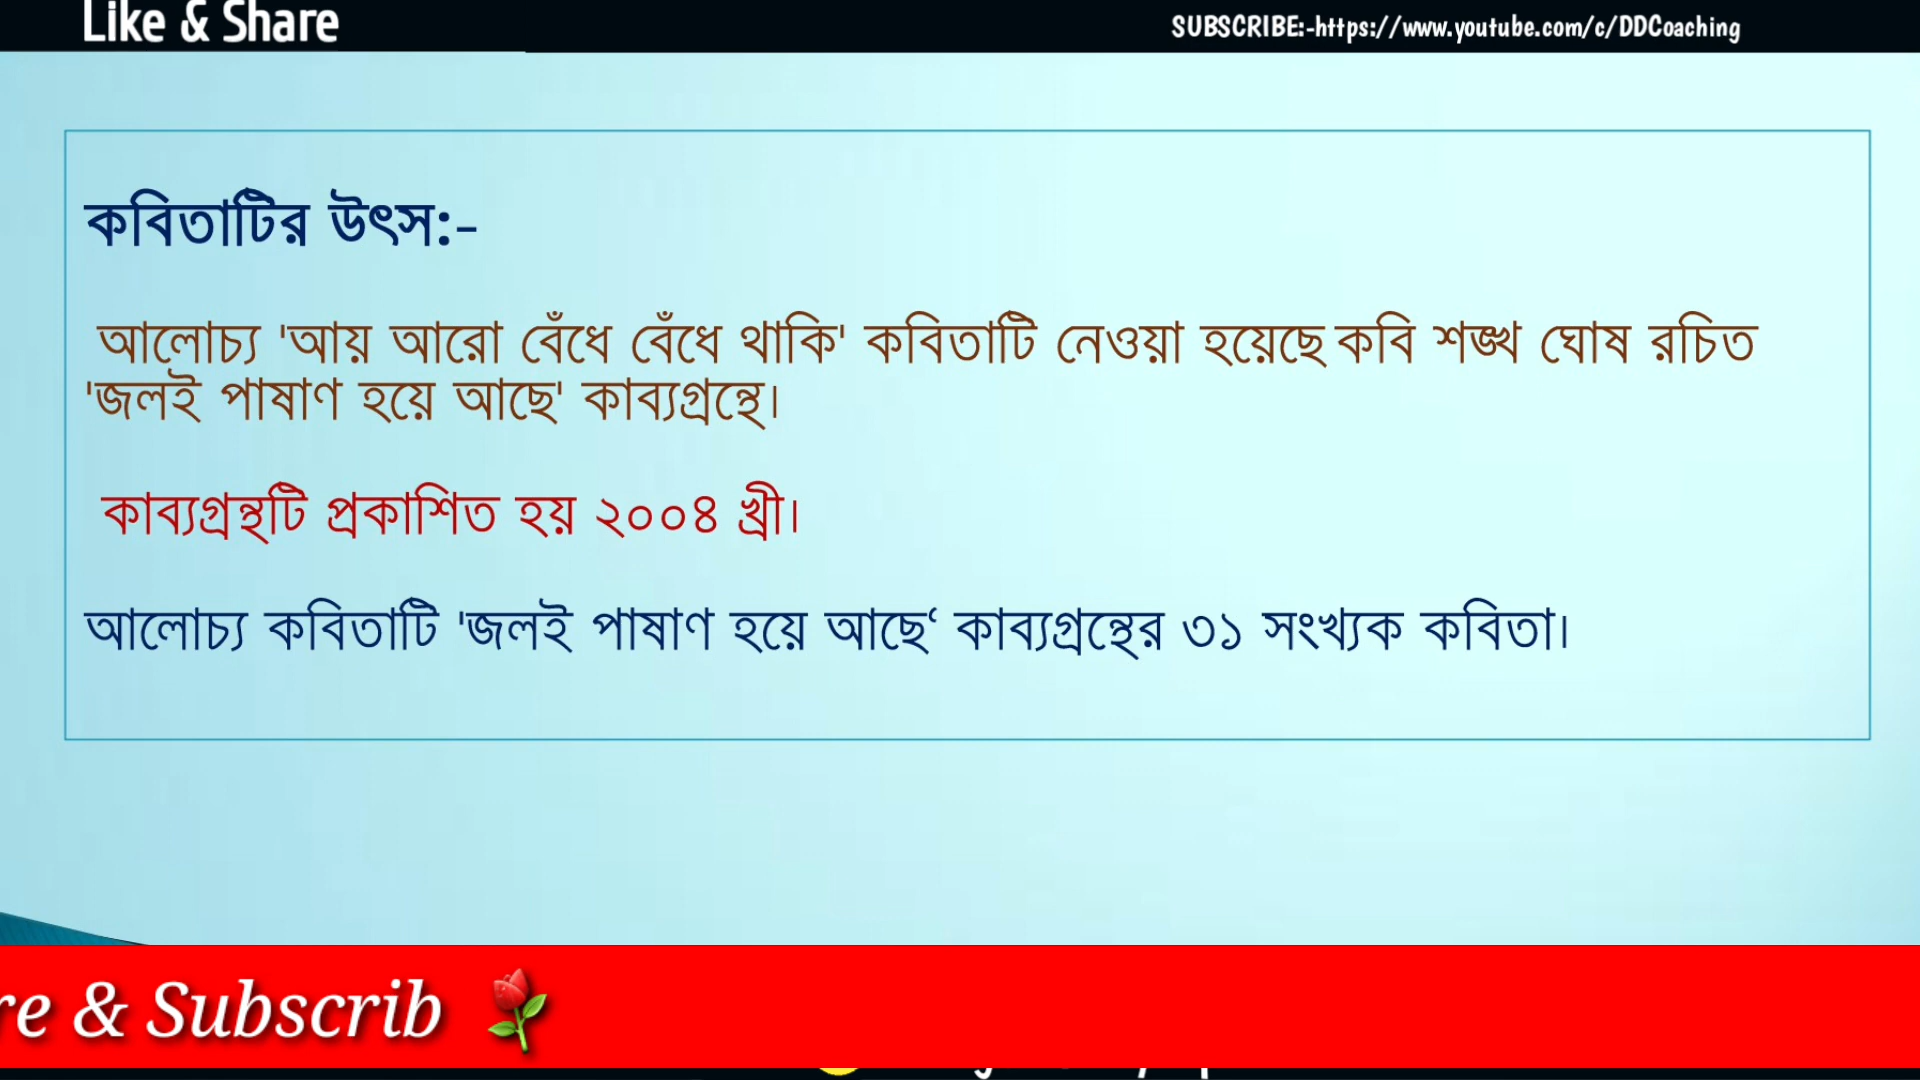 Like & Share
SUBSCRIBE:-https://www.youtube.com/c/DDCoaching
কবিতাটির উৎস:-
আলোচ্য 'আয় আরো বেঁধে বেঁধে থাকি' কবিতাটি নেওয়া হয়েছে কবি শঙ্খ ঘোষ রচিত
'জলই পাষাণ হয়ে আছে' কাব্যগ্রন্থে।
কাব্যগ্রন্থটি প্রকাশিত হয় ২০০৪ খ্রী।
আলোচ্য কবিতাটি 'জলই পাষাণ হয়ে আছে‘ কাব্যগ্রন্থের ৩১ সংখ্যক কবিতা।
re & Subscrib